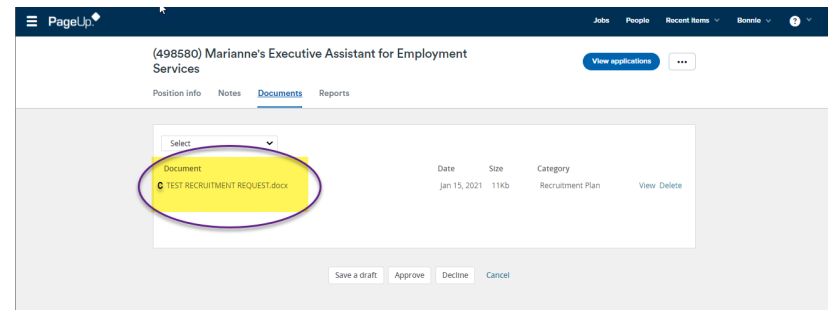 PageUp.
Jobs People Recent Items Bonnie ?
(498580) Marianne's Executive Assistant for Employment
Services
View applications
Position info Notes Documents Reports
Select
Document Date Size Category
C TEST RECRUITMENT REQUEST.docx Jan 15, 2021 11Kb Recruitment Plan View Delete
Save a draft Approve Decline Cancel